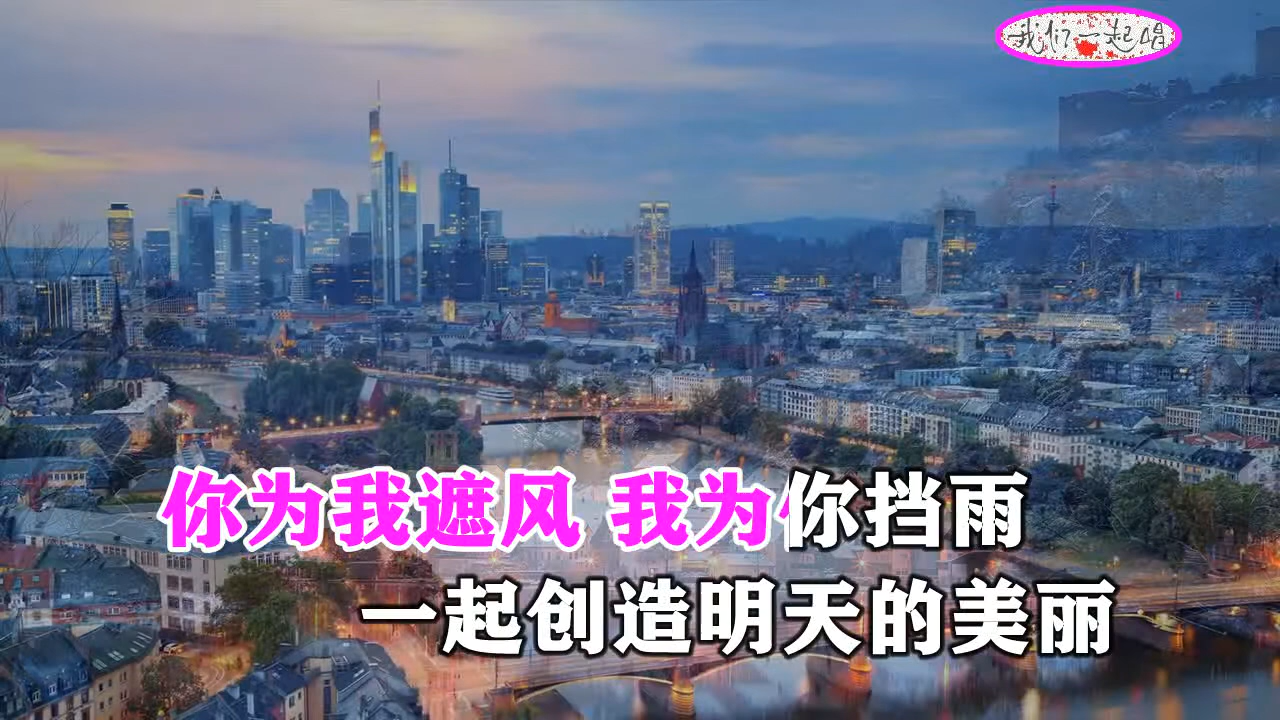 我们一起唱
你为我遮风 我为你挡雨
一起创造明天的美丽